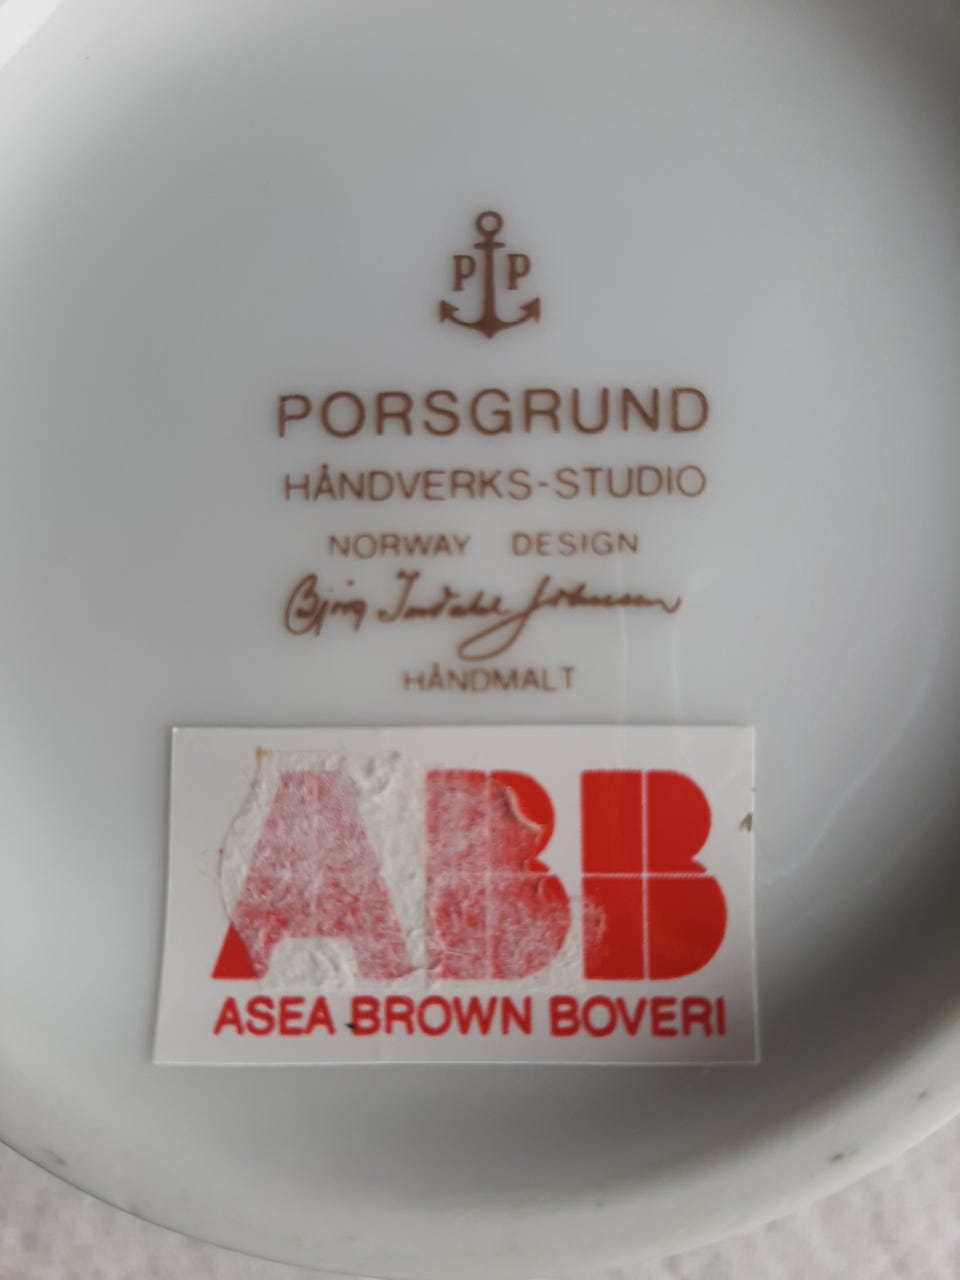 P P
PORSGRUND
HÅNDVERKS-STUDIO
NORWAY DESIGN
HÅNDMALT
ABB
ASEA BROWN BOVERI